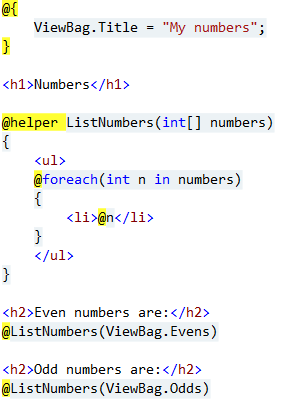 @{
ViewBag.Title = "My numbers";
}
<h1>Numbers</h1>
@helper ListNumbers(int[] numbers)
{
<ul>
@foreach(int n in numbers)
{
<li>@n</li>
}
</ul>
}
<h2>Even numbers are:</h2>
@ListNumbers(ViewBag.Evens)
<h2>Odd numbers are:</h2>
@ListNumbers(ViewBag.Odds)